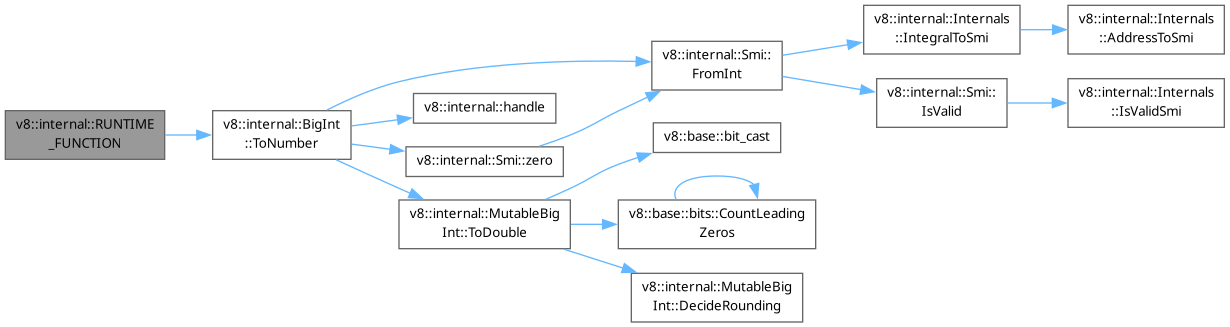 v8::internal::RUNTIME
_FUNCTION
v8::internal::BigInt
::ToNumber
v8::internal::handle
v8::internal::Smi::zero
v8::internal::MutableBig
Int::ToDouble
v8::internal::Smi::
FromInt
v8::base::bit_cast
v8::base::bits::CountLeading
Zeros
v8::internal::MutableBig
Int::DecideRounding
v8::internal::Internals
::IntegralToSmi
v8::internal::Smi::
IsValid
v8::internal::Internals
::AddressToSmi
v8::internal::Internals
::IsValidSmi